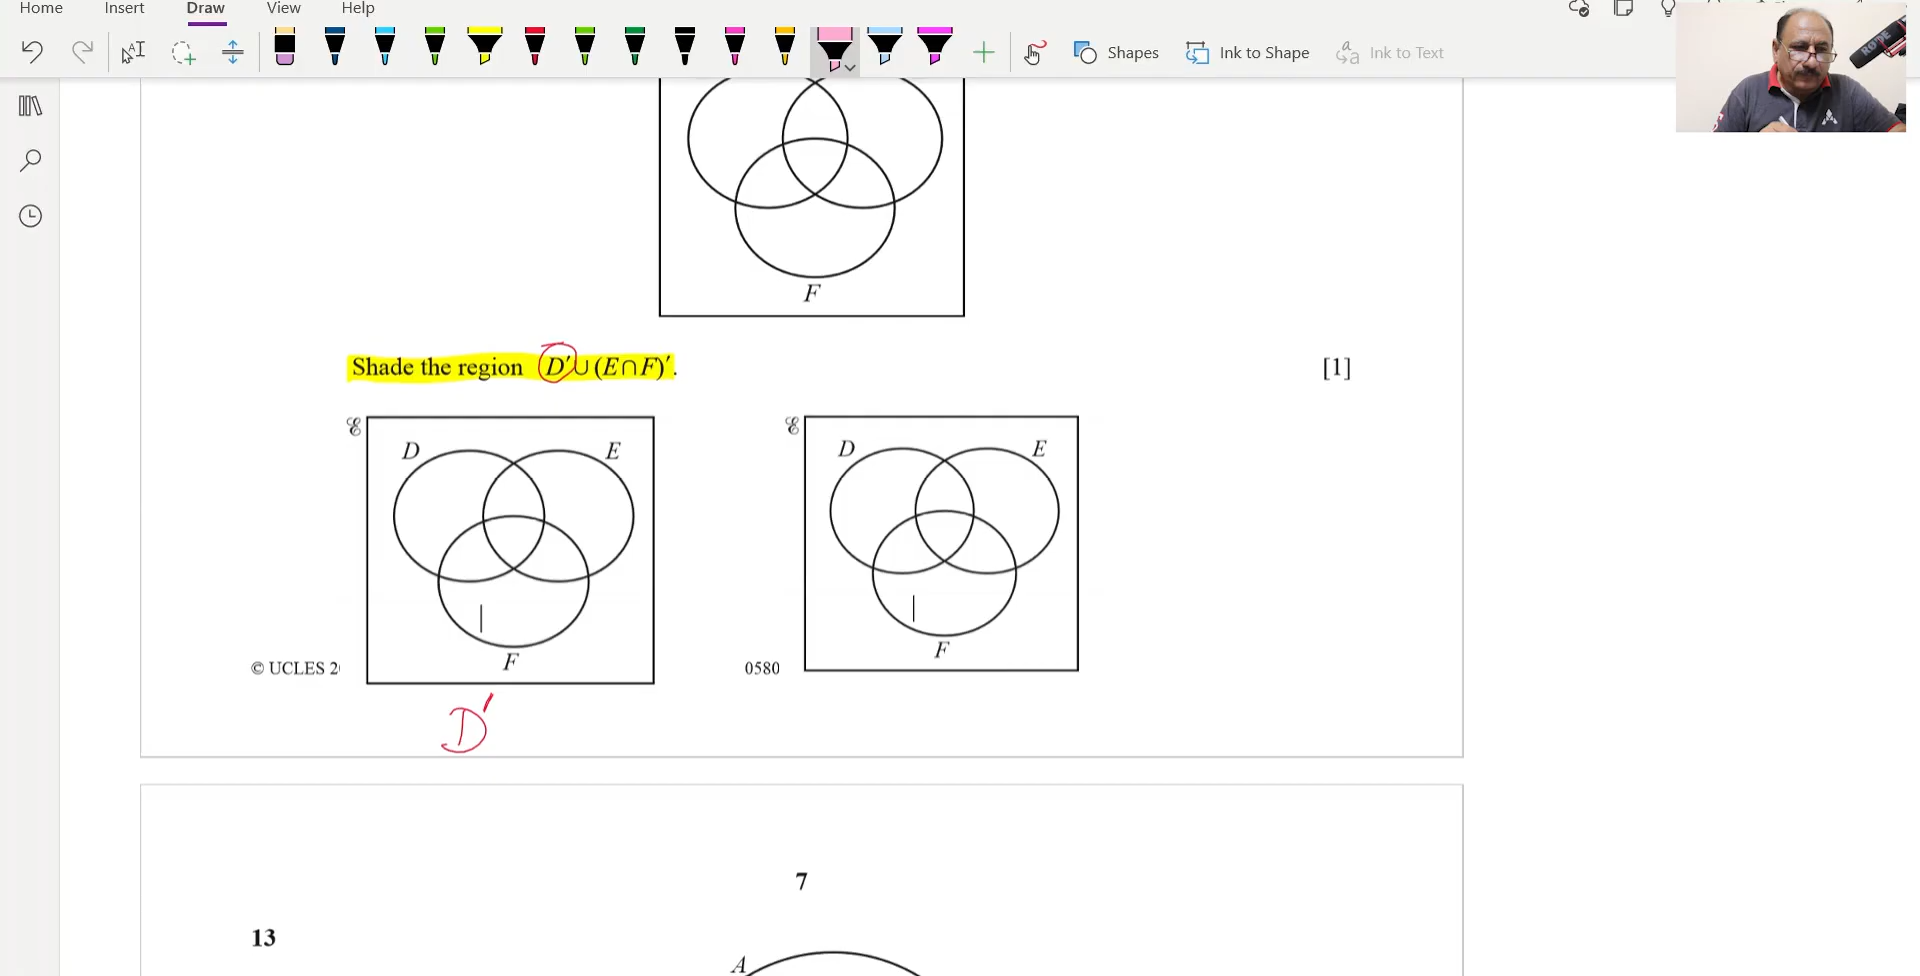 Home Insert Draw View Help
Shapes Ink to Shape Ink to Text
RØDE
F
Shade the region D′∪(E∩F)′. [1]
ℰ D E
ℰ D E
F
F
© UCLES 2 0580
D′
7
13
A